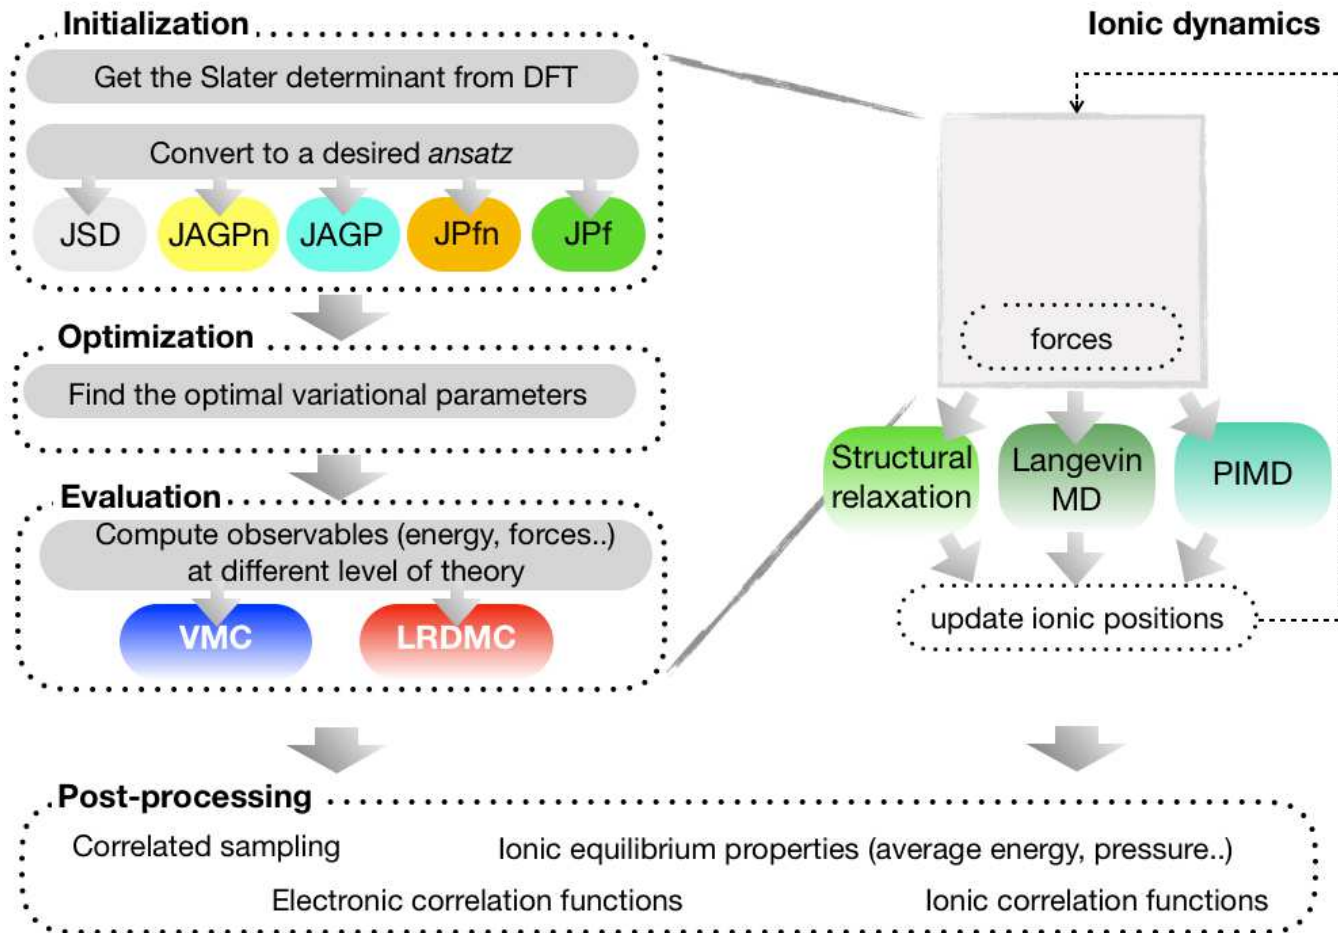 Initialization
Get the Slater determinant from DFT
Convert to a desired ansatz
JSD
JAGPn
JAGP
JPfn
JPf
Optimization
Find the optimal variational parameters
Evaluation
Compute observables (energy, forces..)
at different level of theory
VMC
LRDMC
Ionic dynamics
forces
Structural
relaxation
Langevin
MD
PIMD
update ionic positions
Post-processing
Correlated sampling
Ionic equilibrium properties (average energy, pressure..)
Electronic correlation functions
Ionic correlation functions